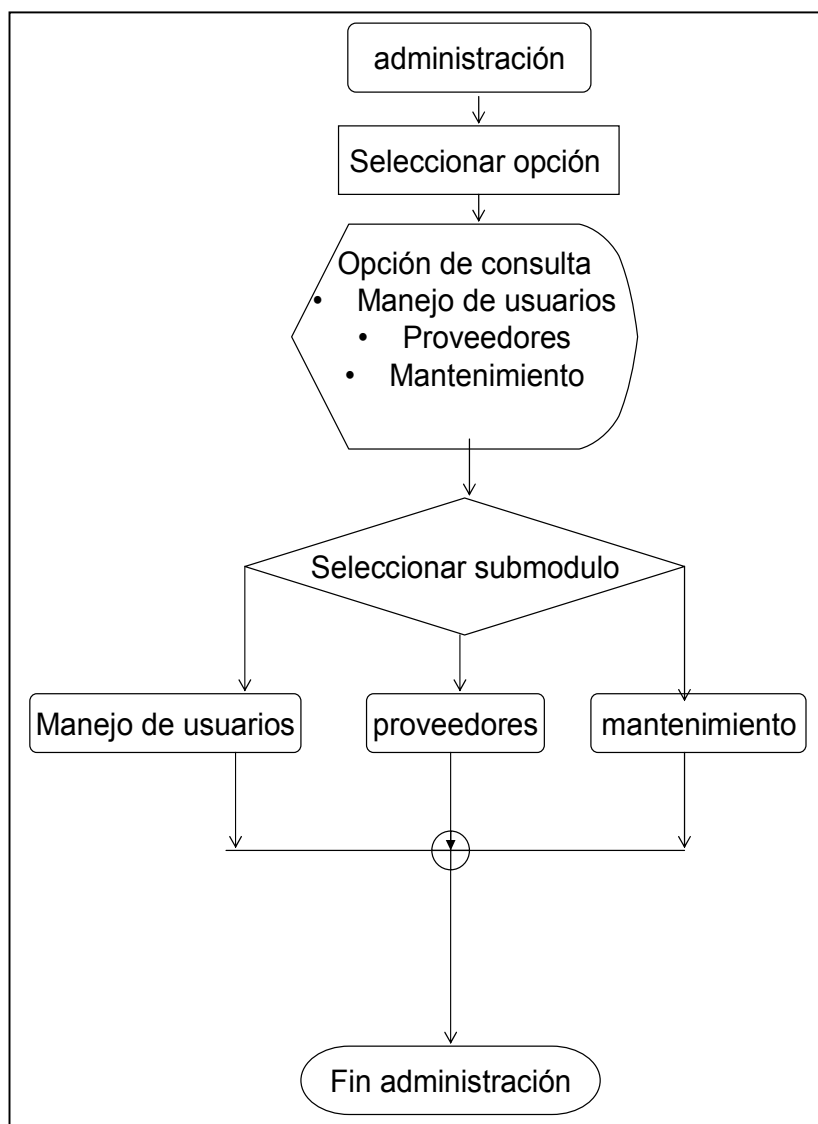 administración
Seleccionar opción
Opción de consulta
• Manejo de usuarios
• Proveedores
• Mantenimiento
Seleccionar submodulo
Manejo de usuarios
proveedores
mantenimiento
Fin administración